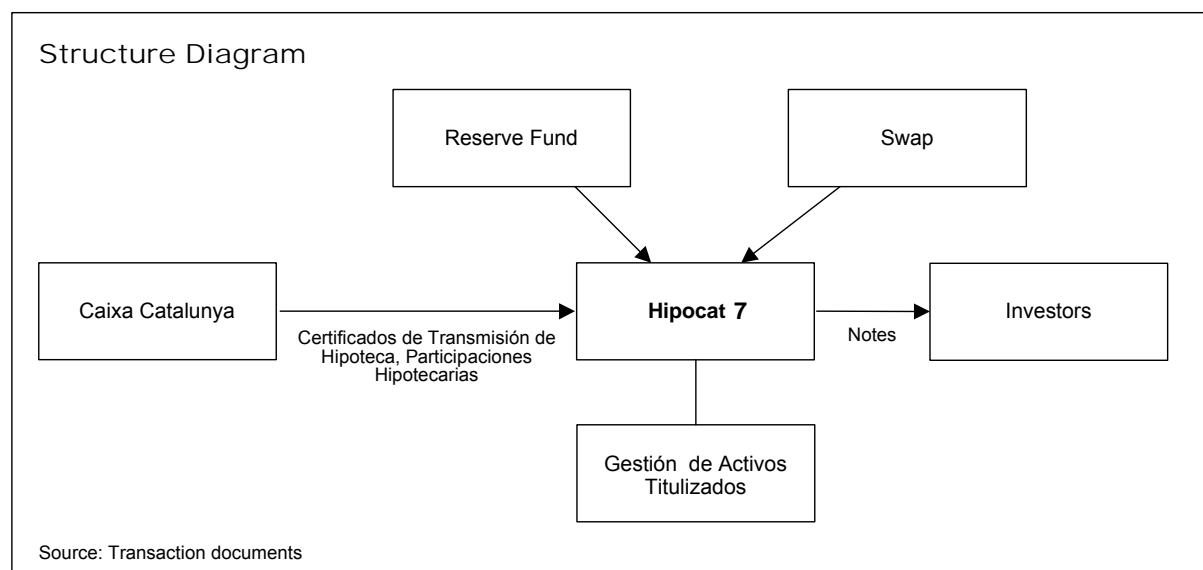 Structure Diagram
Reserve Fund
Swap
Caixa Catalunya
Certificados de Transmisión de
Hipoteca, Participaciones
Hipotecarias
Hipocat 7
Notes
Investors
Gestión de Activos
Titulizados
Source: Transaction documents